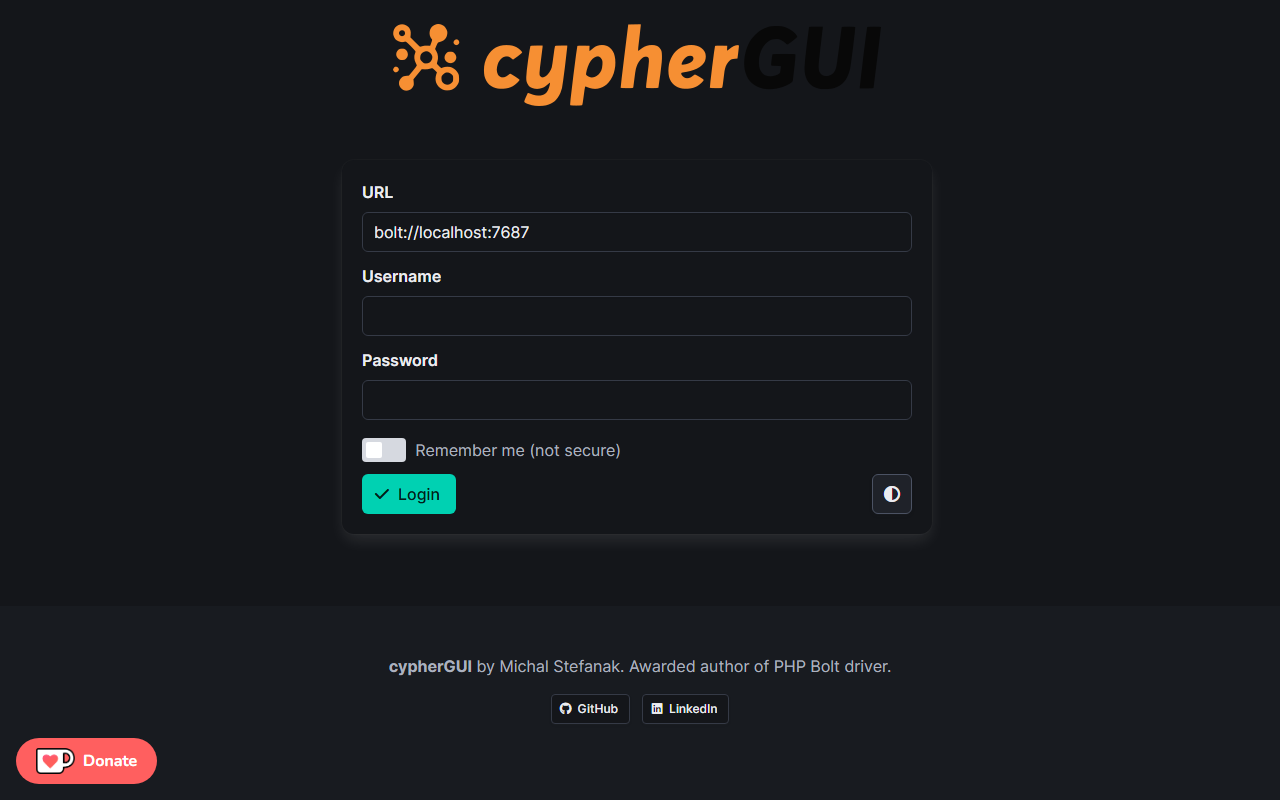 cypherGUI
URL
bolt://localhost:7687
Username
Password
Remember me (not secure)
Login
cypherGUI by Michal Stefanak. Awarded author of PHP Bolt driver.
GitHub LinkedIn
Donate